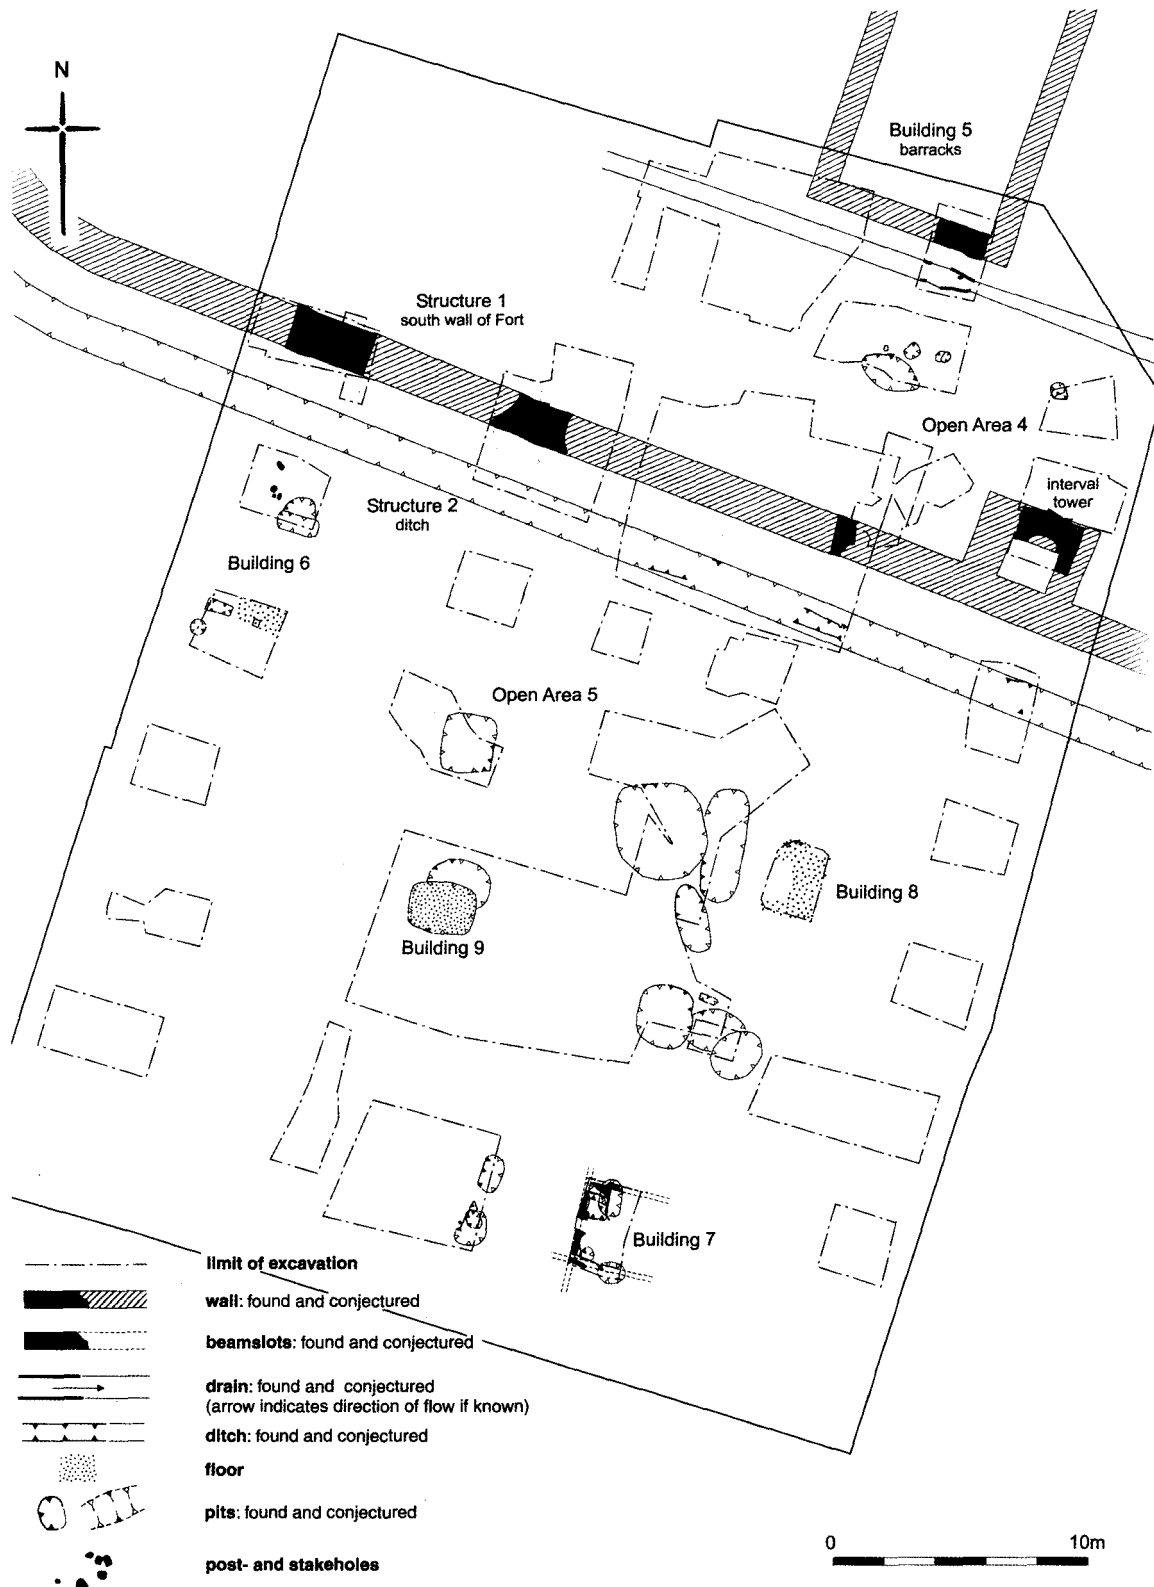 N
Building 5
barracks
Structure 1
south wall of Fort
Open Area 4
interval
tower
Structure 2
ditch
Building 6
Open Area 5
Building 8
Building 9
Building 7
limit of excavation
wall: found and conjectured
beamslots: found and conjectured
drain: found and conjectured
(arrow indicates direction of flow if known)
ditch: found and conjectured
floor
pits: found and conjectured
post- and stakeholes
0 10m